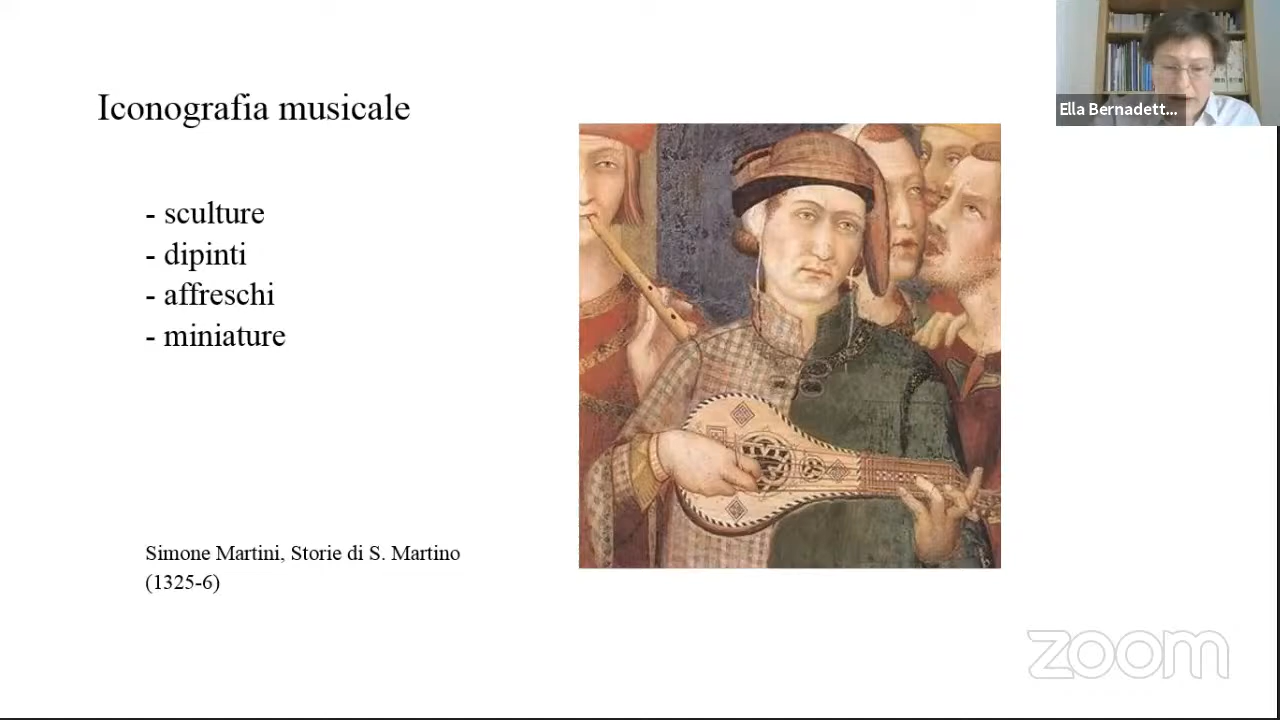 Iconografia musicale
- sculture
- dipinti
- affreschi
- miniature
Simone Martini, Storie di S. Martino
(1325-6)
Ella Bernadett...
zoom